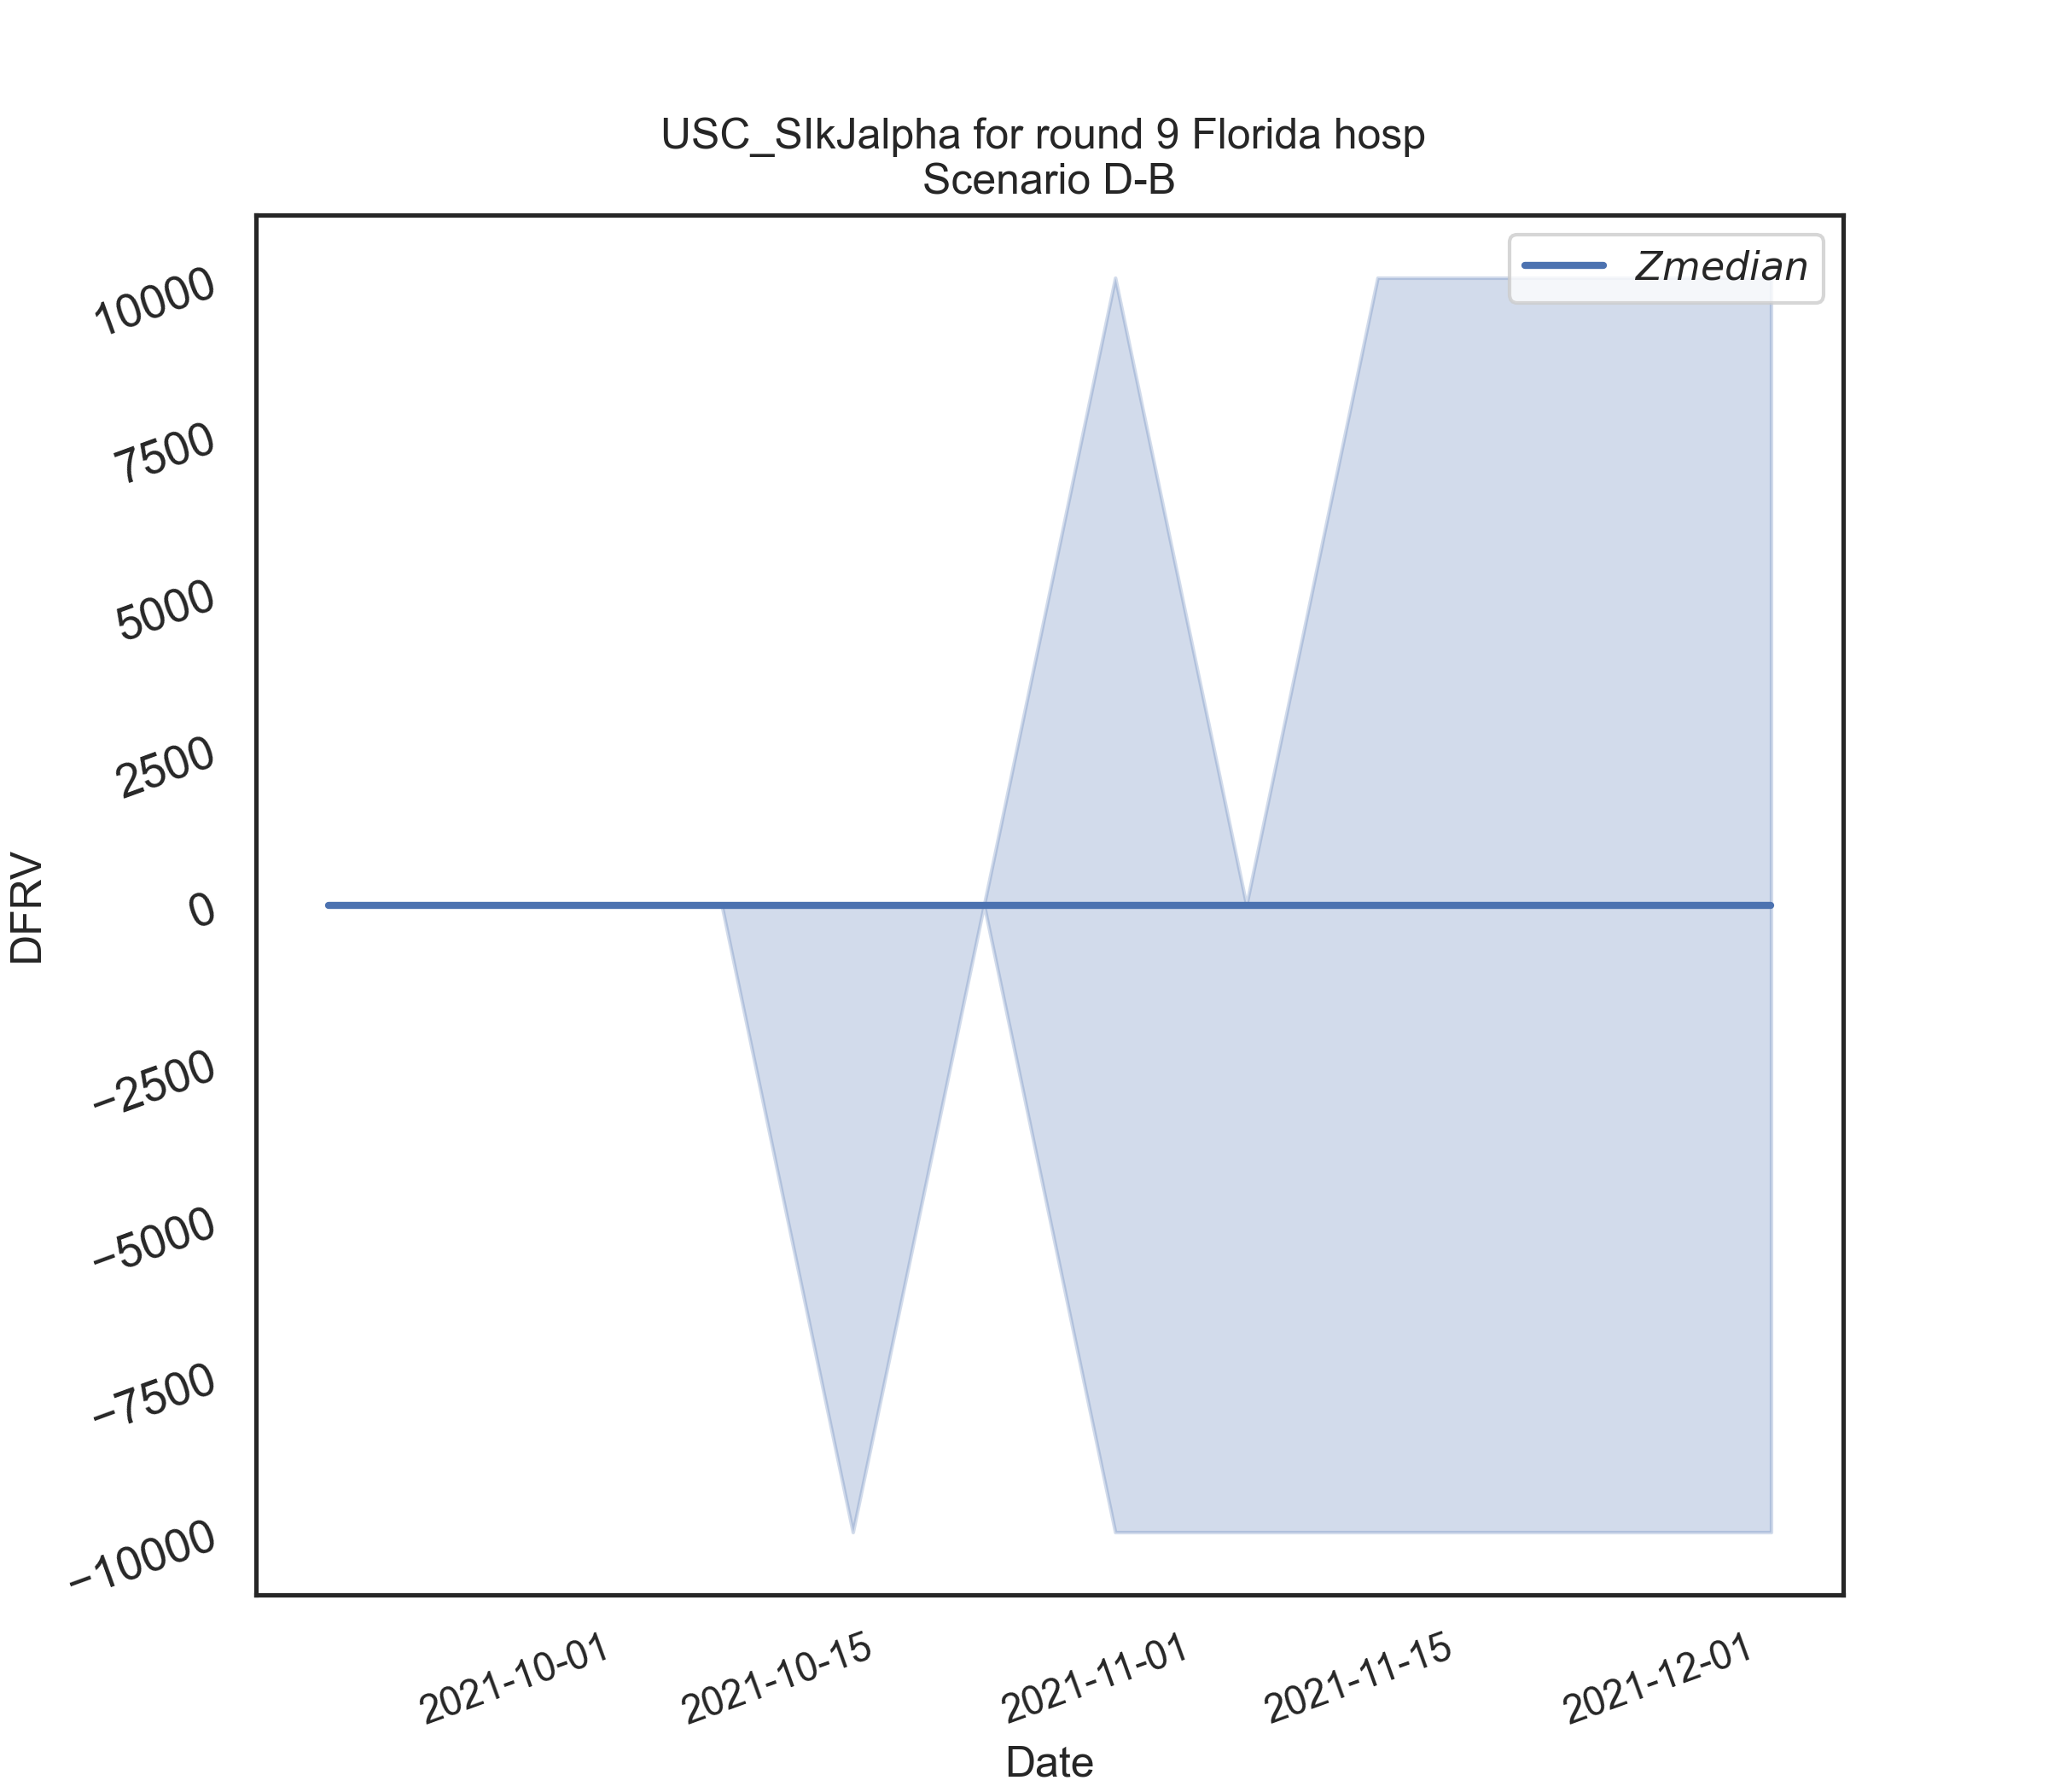 USC_SIkJalpha for round 9 Florida hosp
Scenario D-B
Zmedian
10000
7500
5000
2500
0
−2500
−5000
−7500
−10000
DFRV
2021-10-01
2021-10-15
2021-11-01
2021-11-15
2021-12-01
Date